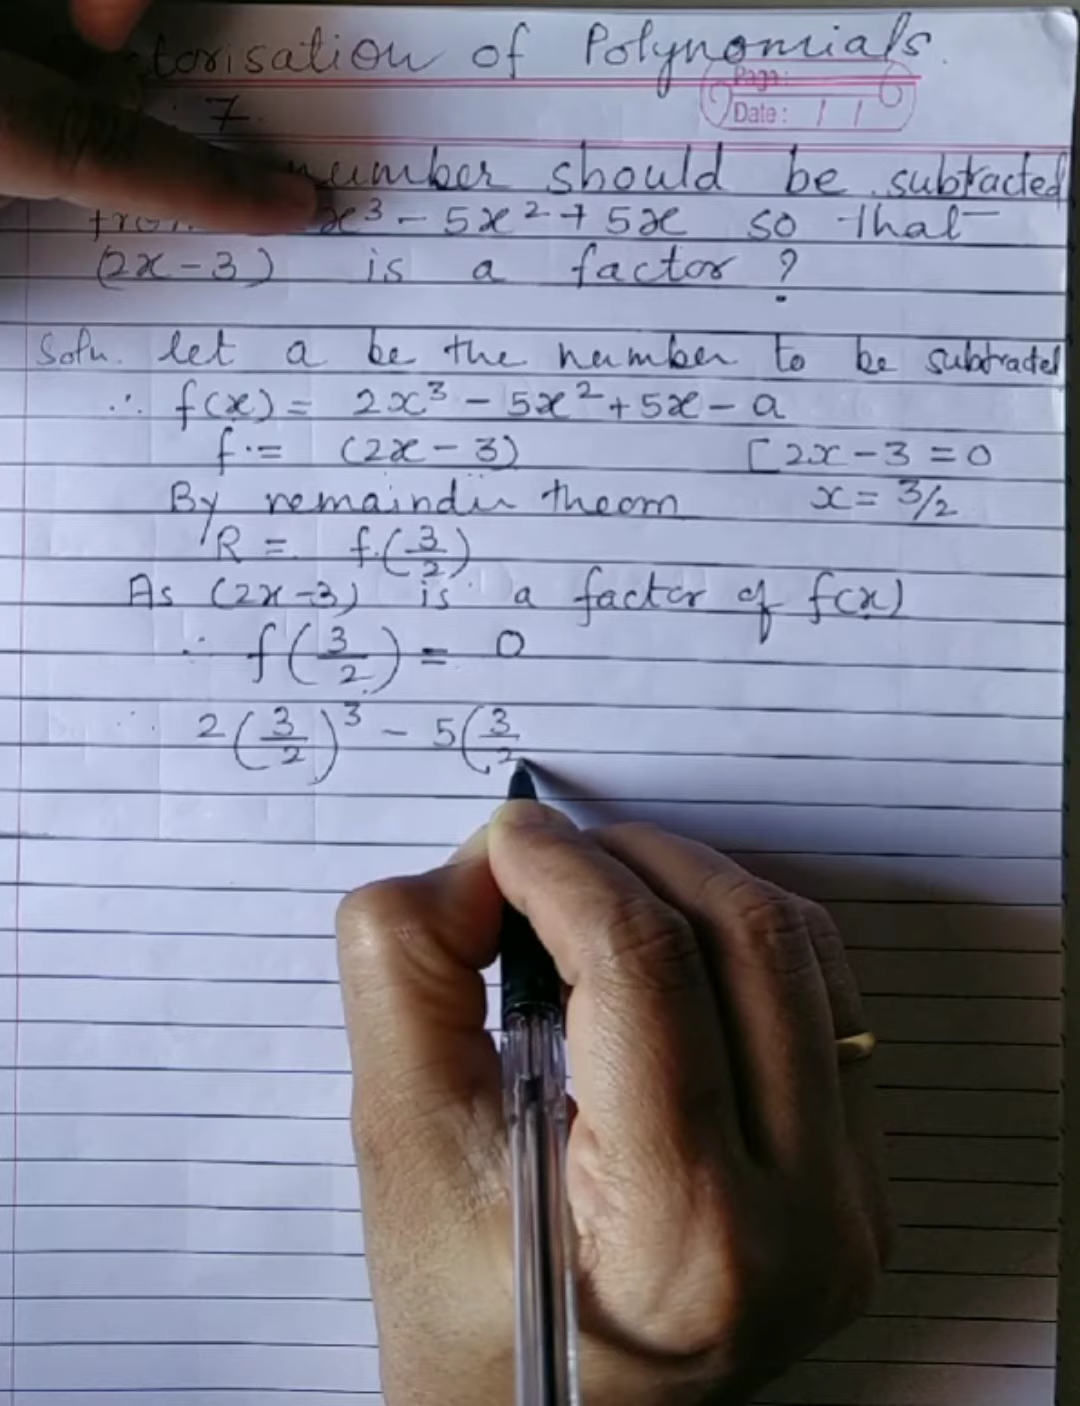 torisation of Polynomials.
Page:
7.
Date: / /
number should be subtracted
from x³ - 5x² + 5x so that
(2x-3) is a factor ?
Soln. let a be the number to be subtracted
∴ f(x) = 2x³ - 5x² + 5x - a
f = (2x - 3) [2x - 3 = 0
By remainder theom x = 3/2
R = f(3/2)
As (2x-3) is a factor of f(x)
∴ f(3/2) = 0
∴ 2(3/2)³ - 5(3/2